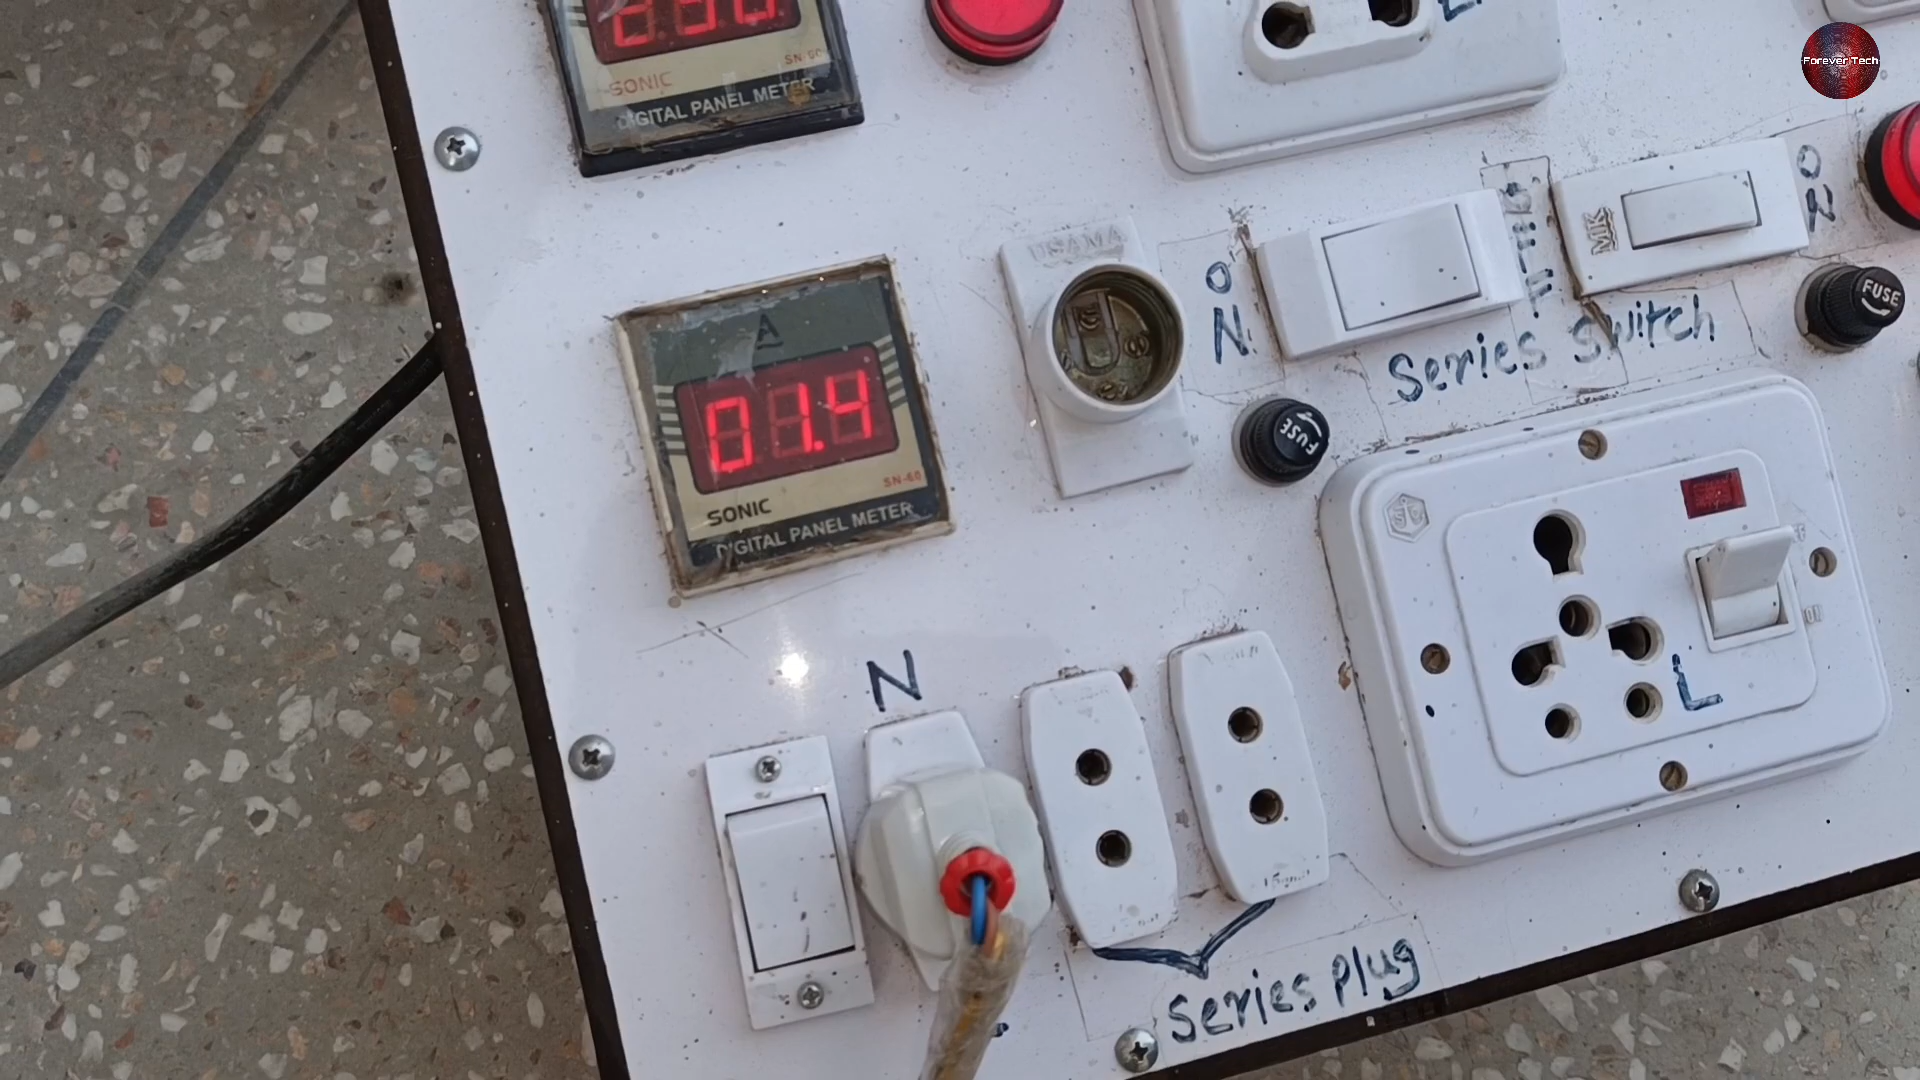 SONIC
DIGITAL PANEL METER
Forever Tech
USAMA
ON
MK
ON
FUSE
Series Switch
FUSE
A
01.4
SONIC
SN-60
DIGITAL PANEL METER
N
L
Series plug